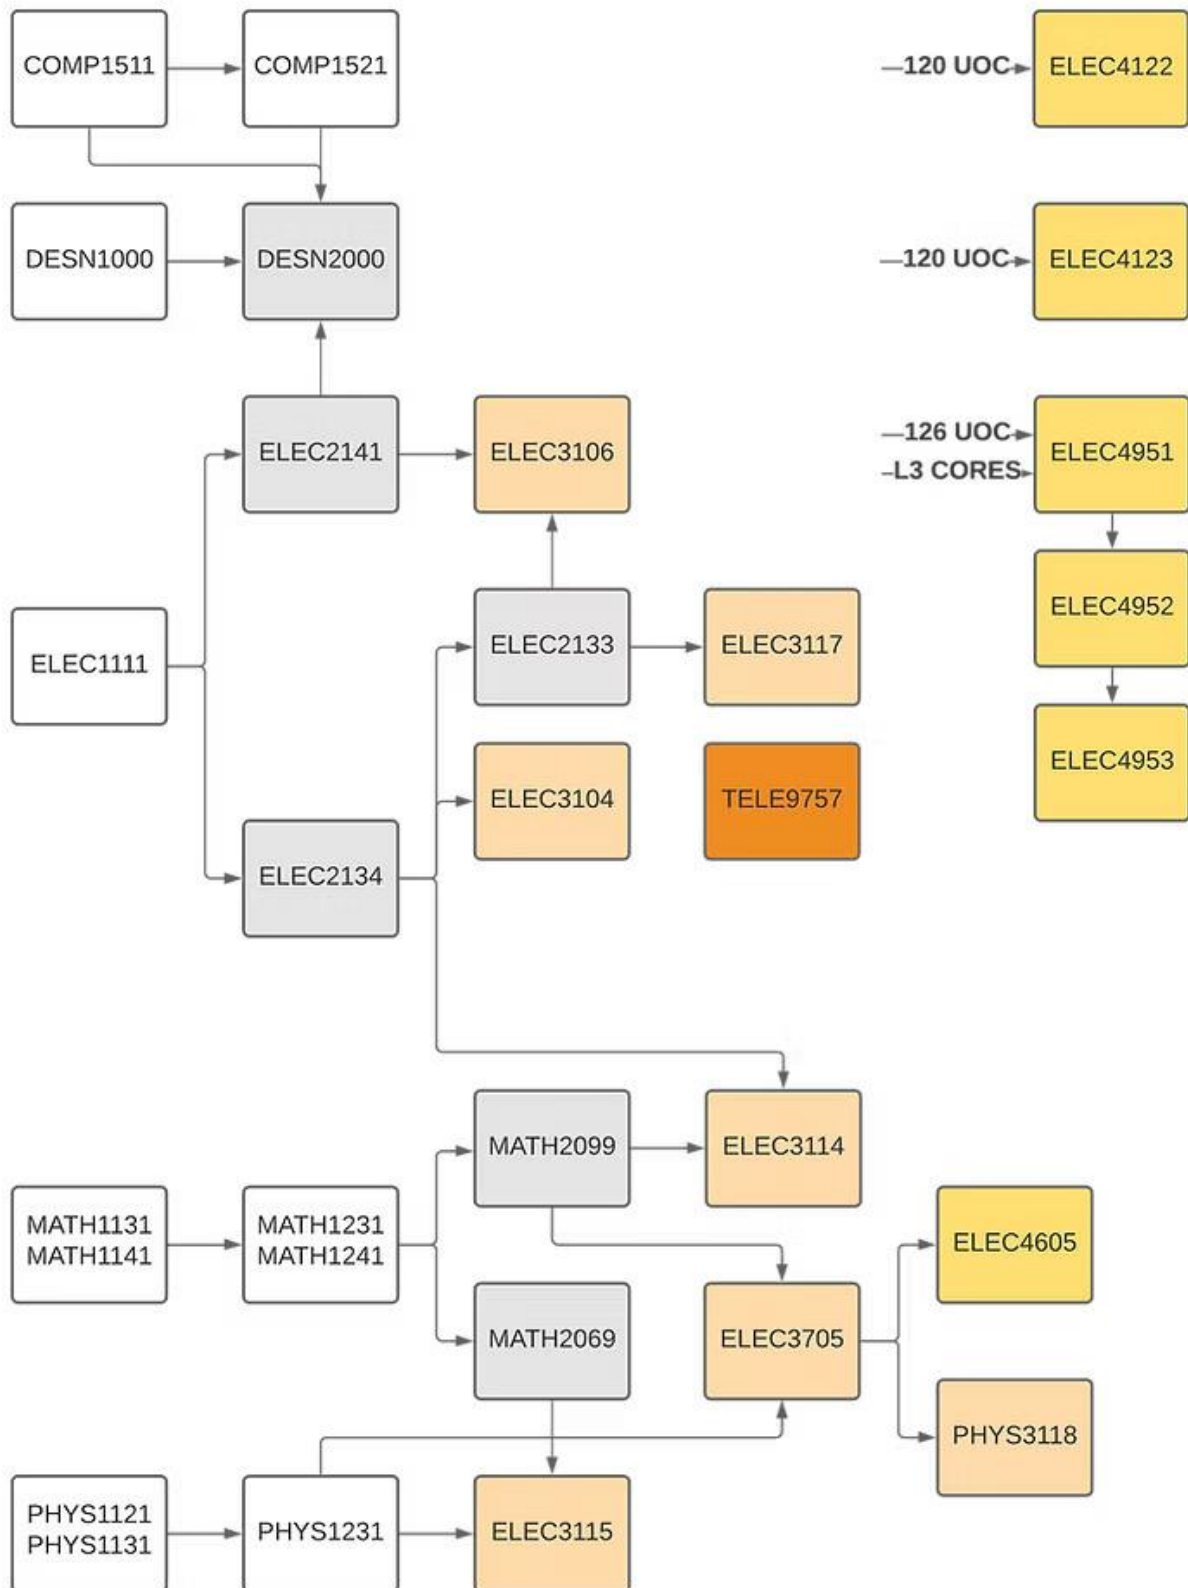 COMP1511
COMP1521
120 UOC
ELEC4122
DESN1000
DESN2000
120 UOC
ELEC4123
ELEC2141
ELEC3106
126 UOC
L3 CORES
ELEC4951
ELEC1111
ELEC2133
ELEC3117
ELEC4952
ELEC3104
TELE9757
ELEC4953
ELEC2134
MATH2099
ELEC3114
MATH1131
MATH1141
MATH1231
MATH1241
ELEC4605
MATH2069
ELEC3705
PHYS3118
PHYS1121
PHYS1131
PHYS1231
ELEC3115